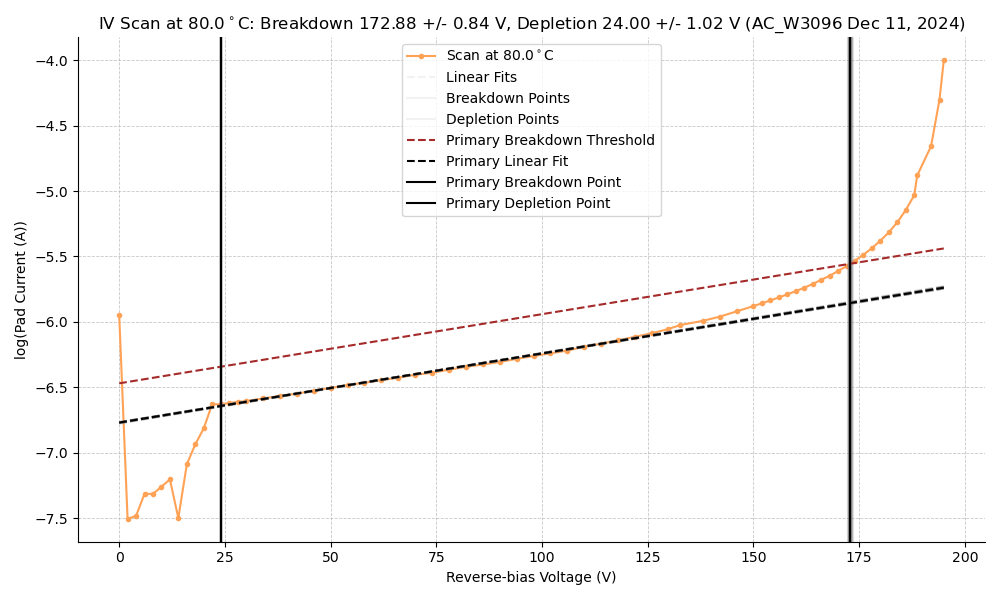 IV Scan at 80.0°C: Breakdown 172.88 +/- 0.84 V, Depletion 24.00 +/- 1.02 V (AC_W3096 Dec 11, 2024)
Scan at 80.0°C
Linear Fits
Breakdown Points
Depletion Points
Primary Breakdown Threshold
Primary Linear Fit
Primary Breakdown Point
Primary Depletion Point
log(Pad Current (A))
−4.0
−4.5
−5.0
−5.5
−6.0
−6.5
−7.0
−7.5
0 25 50 75 100 125 150 175 200
Reverse-bias Voltage (V)